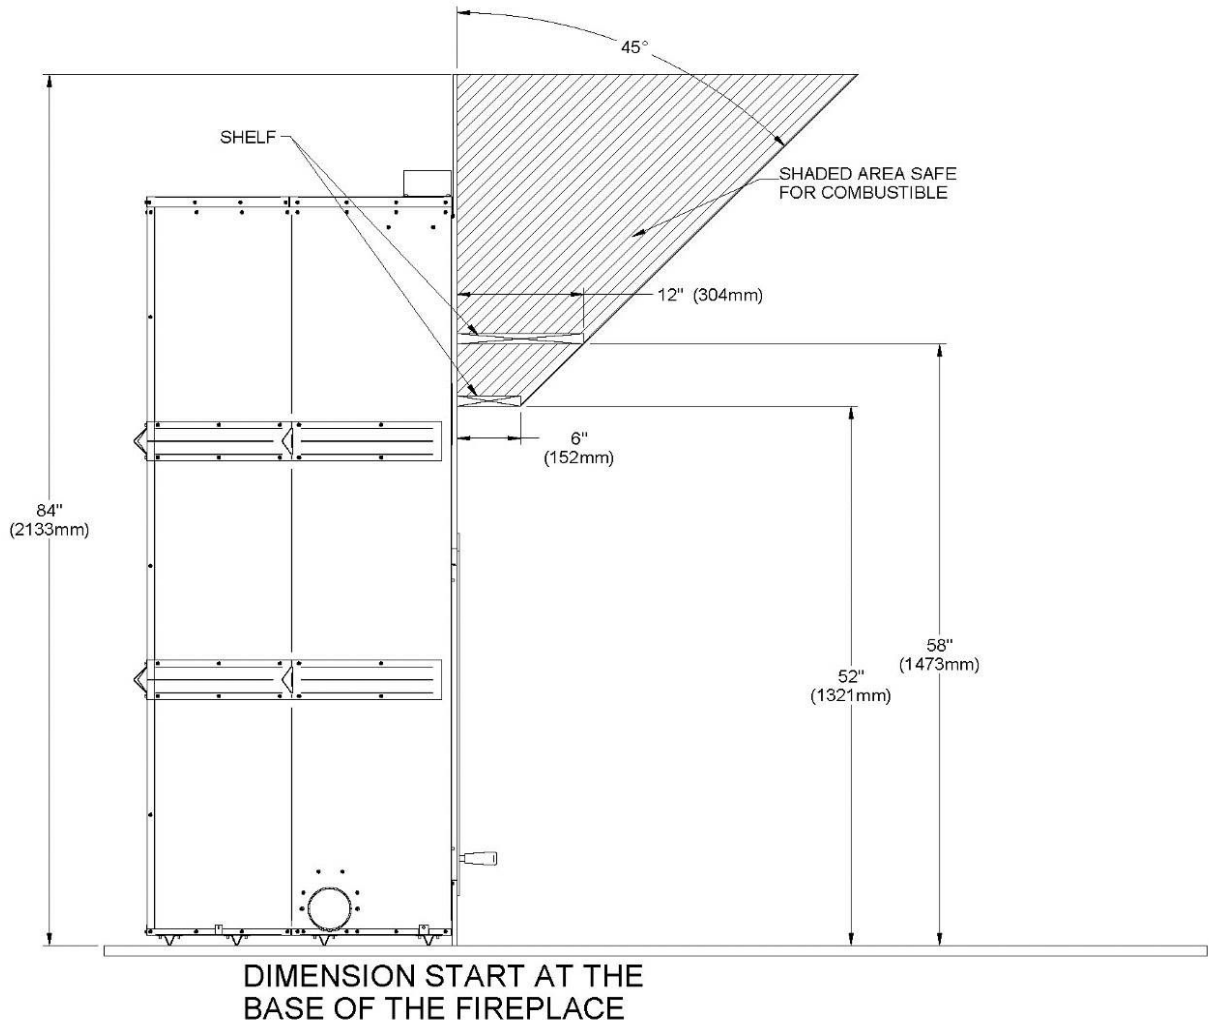 45°
SHELF
SHADED AREA SAFE
FOR COMBUSTIBLE
12" (304mm)
6"
(152mm)
84"
(2133mm)
58"
(1473mm)
52"
(1321mm)
DIMENSION START AT THE
BASE OF THE FIREPLACE